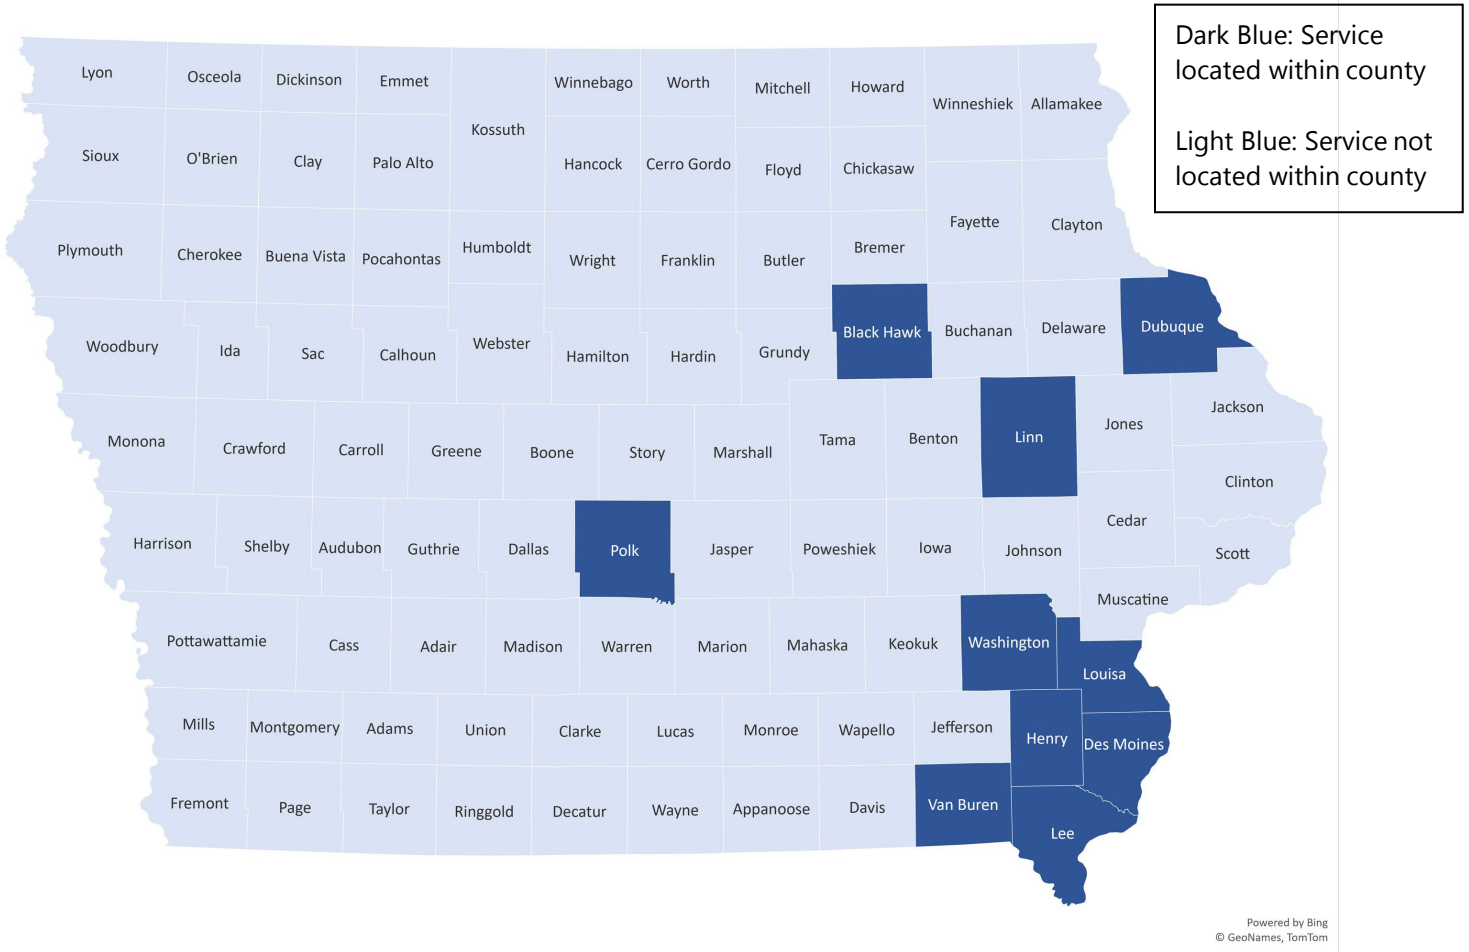 Dark Blue: Service
located within county
Light Blue: Service not
located within county
Lyon
Osceola
Dickinson
Emmet
Kossuth
Winnebago
Worth
Mitchell
Howard
Winneshiek
Allamakee
Sioux
O'Brien
Clay
Palo Alto
Hancock
Cerro Gordo
Floyd
Chickasaw
Fayette
Clayton
Plymouth
Cherokee
Buena Vista
Pocahontas
Humboldt
Wright
Franklin
Butler
Bremer
Woodbury
Ida
Sac
Calhoun
Webster
Hamilton
Hardin
Grundy
Black Hawk
Buchanan
Delaware
Dubuque
Monona
Crawford
Carroll
Greene
Boone
Story
Marshall
Tama
Benton
Linn
Jones
Jackson
Clinton
Harrison
Shelby
Audubon
Guthrie
Dallas
Polk
Jasper
Poweshiek
Iowa
Johnson
Cedar
Scott
Muscatine
Pottawattamie
Cass
Adair
Madison
Warren
Marion
Mahaska
Keokuk
Washington
Louisa
Mills
Montgomery
Adams
Union
Clarke
Lucas
Monroe
Wapello
Jefferson
Henry
Des Moines
Fremont
Page
Taylor
Ringgold
Decatur
Wayne
Appanoose
Davis
Van Buren
Lee
Powered by Bing
© GeoNames, TomTom